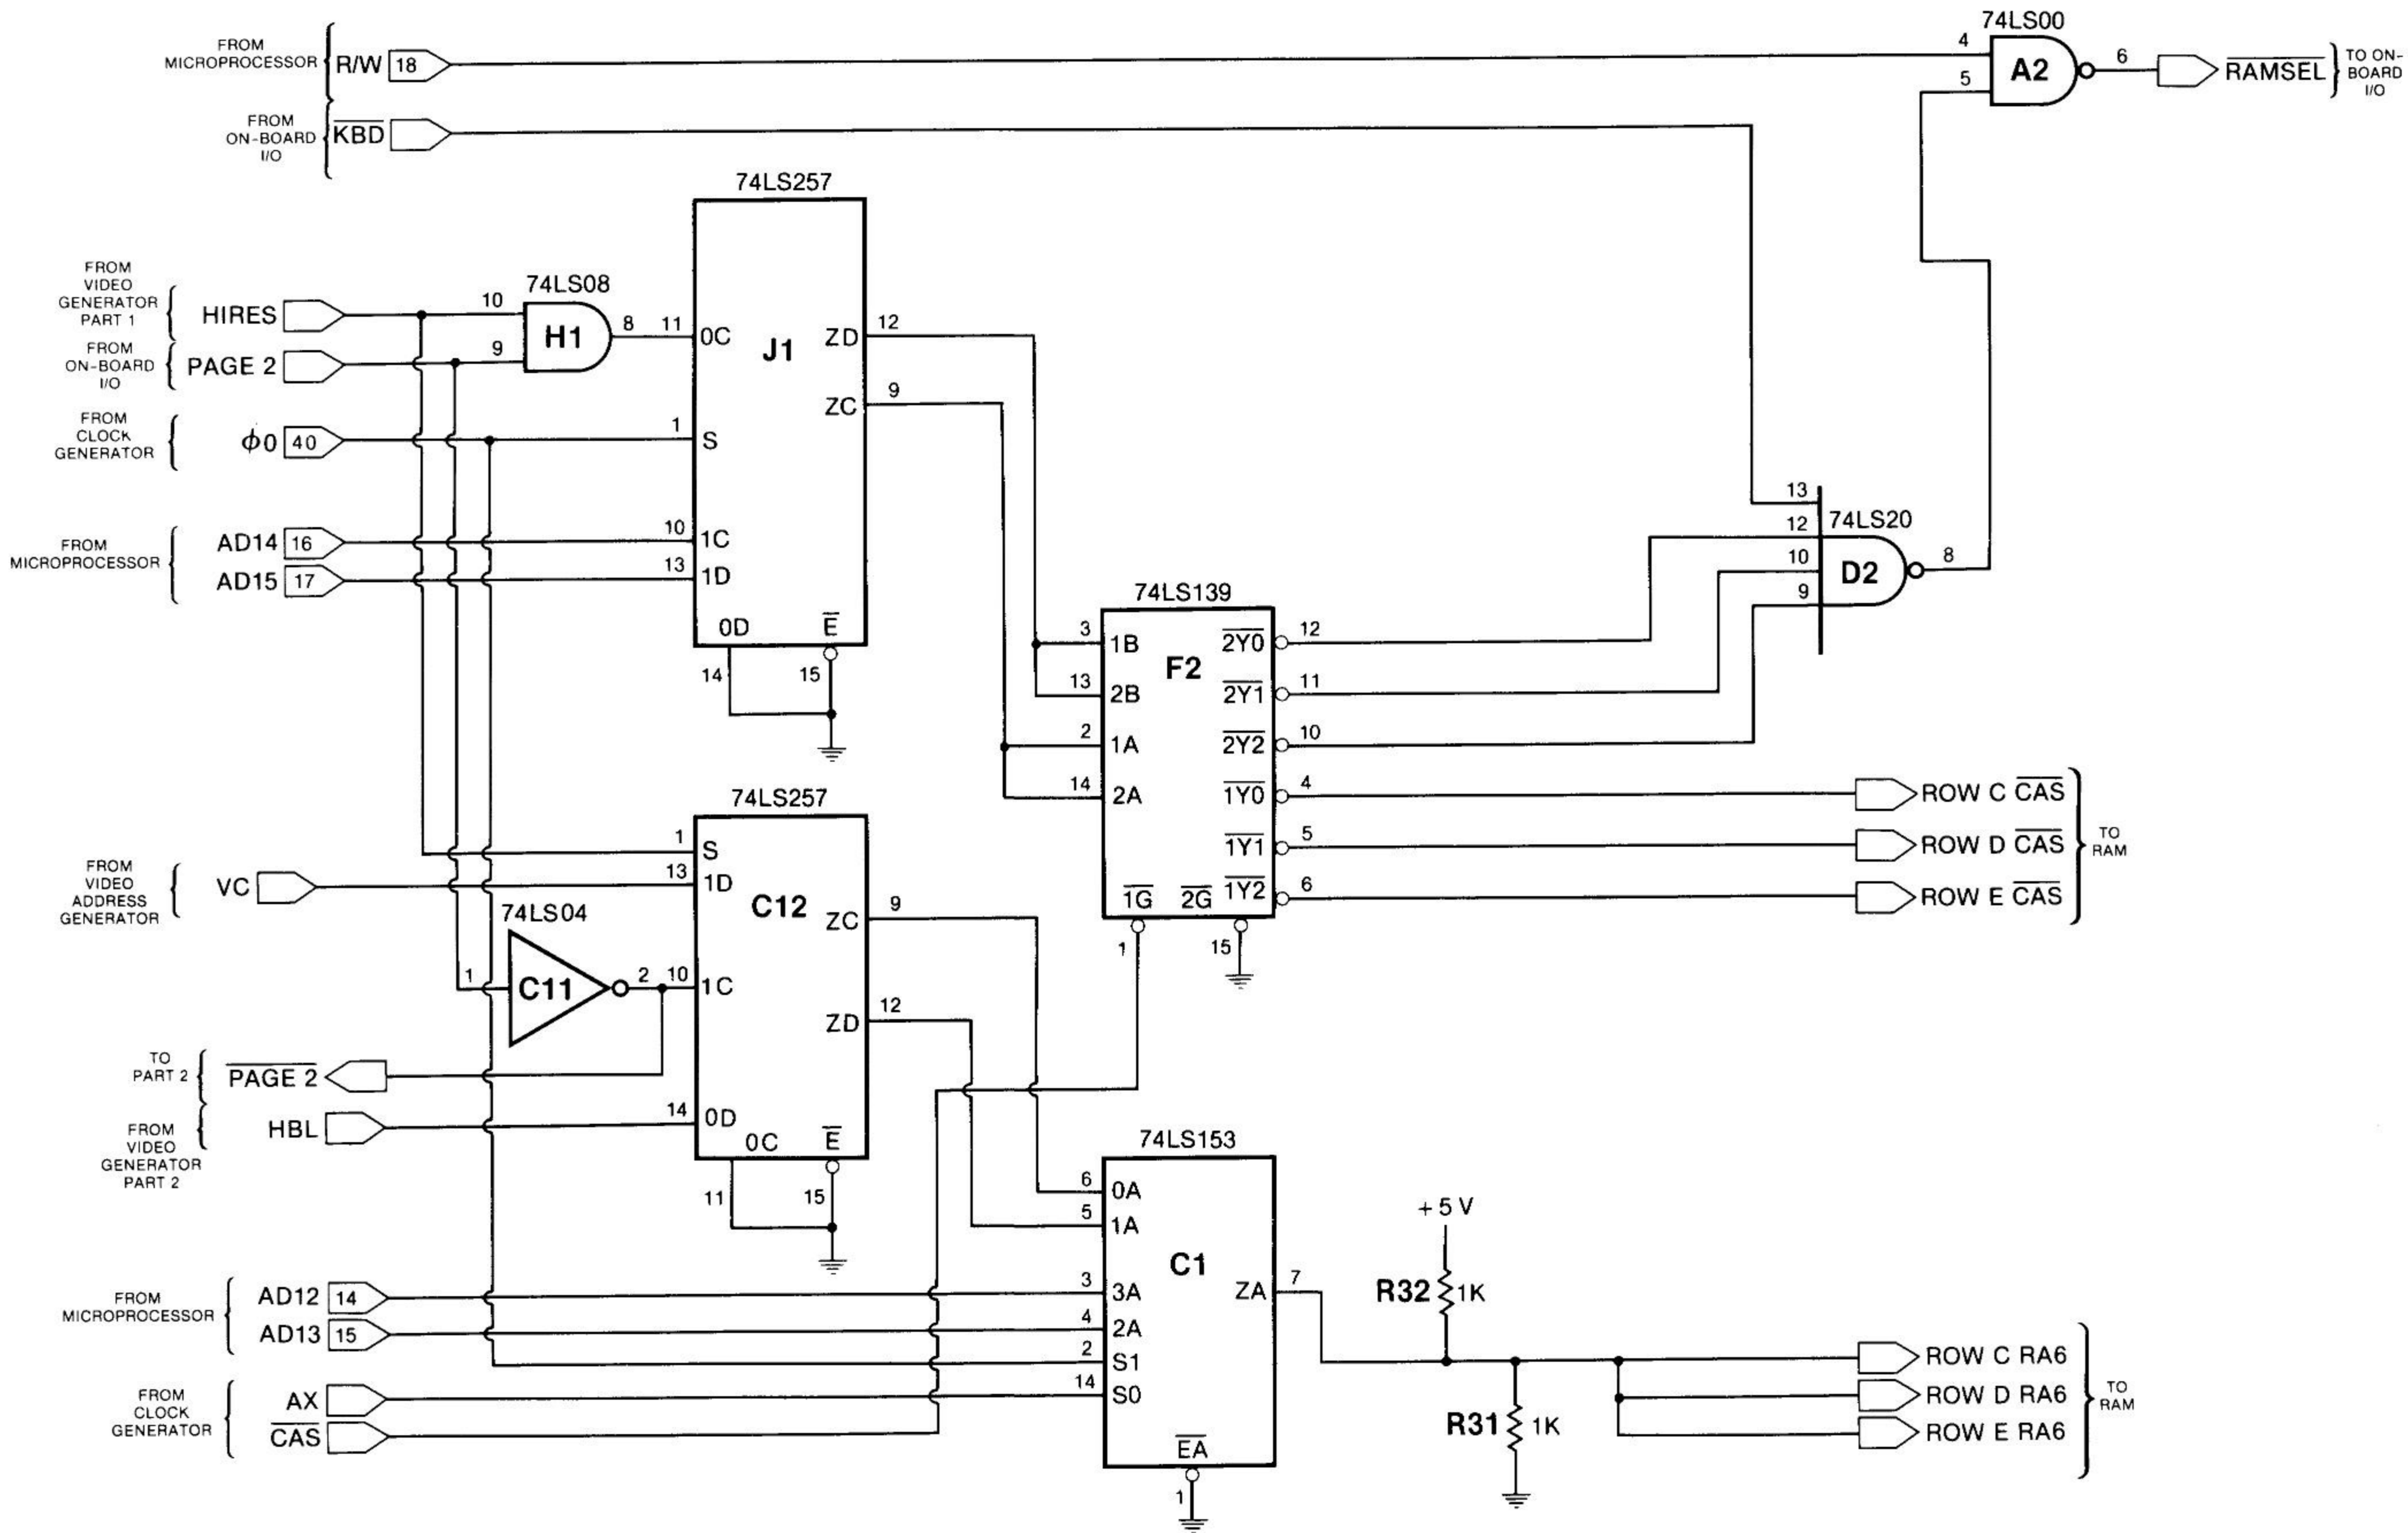 74LS00
FROM
MICROPROCESSOR
R/W 18
4
5
A2
6
RAMSEL
TO ON-
BOARD
I/O
FROM
ON-BOARD
I/O
KBD
74LS257
FROM
VIDEO
GENERATOR
PART 1
HIRES
10
74LS08
H1
8
11
0C
J1
ZD
12
FROM
ON-BOARD
I/O
PAGE 2
9
ZC
9
FROM
CLOCK
GENERATOR
ϕ0 40
1
S
FROM
MICROPROCESSOR
AD14 16
10
1C
AD15 17
13
1D
0D
E
14
15
13
12
10
9
74LS20
D2
8
74LS139
F2
3
1B
13
2B
2
1A
14
2A
2Y0
12
2Y1
11
2Y2
10
1Y0
4
1Y1
5
1Y2
6
1G
2G
1
15
ROW C CAS
ROW D CAS
ROW E CAS
TO
RAM
74LS257
C12
1
S
FROM
VIDEO
ADDRESS
GENERATOR
VC
13
1D
74LS04
1
C11
2
10
1C
ZC
9
ZD
12
TO
PART 2
PAGE 2
FROM
VIDEO
GENERATOR
PART 2
HBL
14
0D
0C
E
11
15
74LS153
C1
6
0A
5
1A
FROM
MICROPROCESSOR
AD12 14
3
3A
AD13 15
4
2A
2
S1
FROM
CLOCK
GENERATOR
AX
14
S0
CAS
EA
1
ZA
7
+5 V
R32
1K
R31
1K
ROW C RA6
ROW D RA6
ROW E RA6
TO
RAM